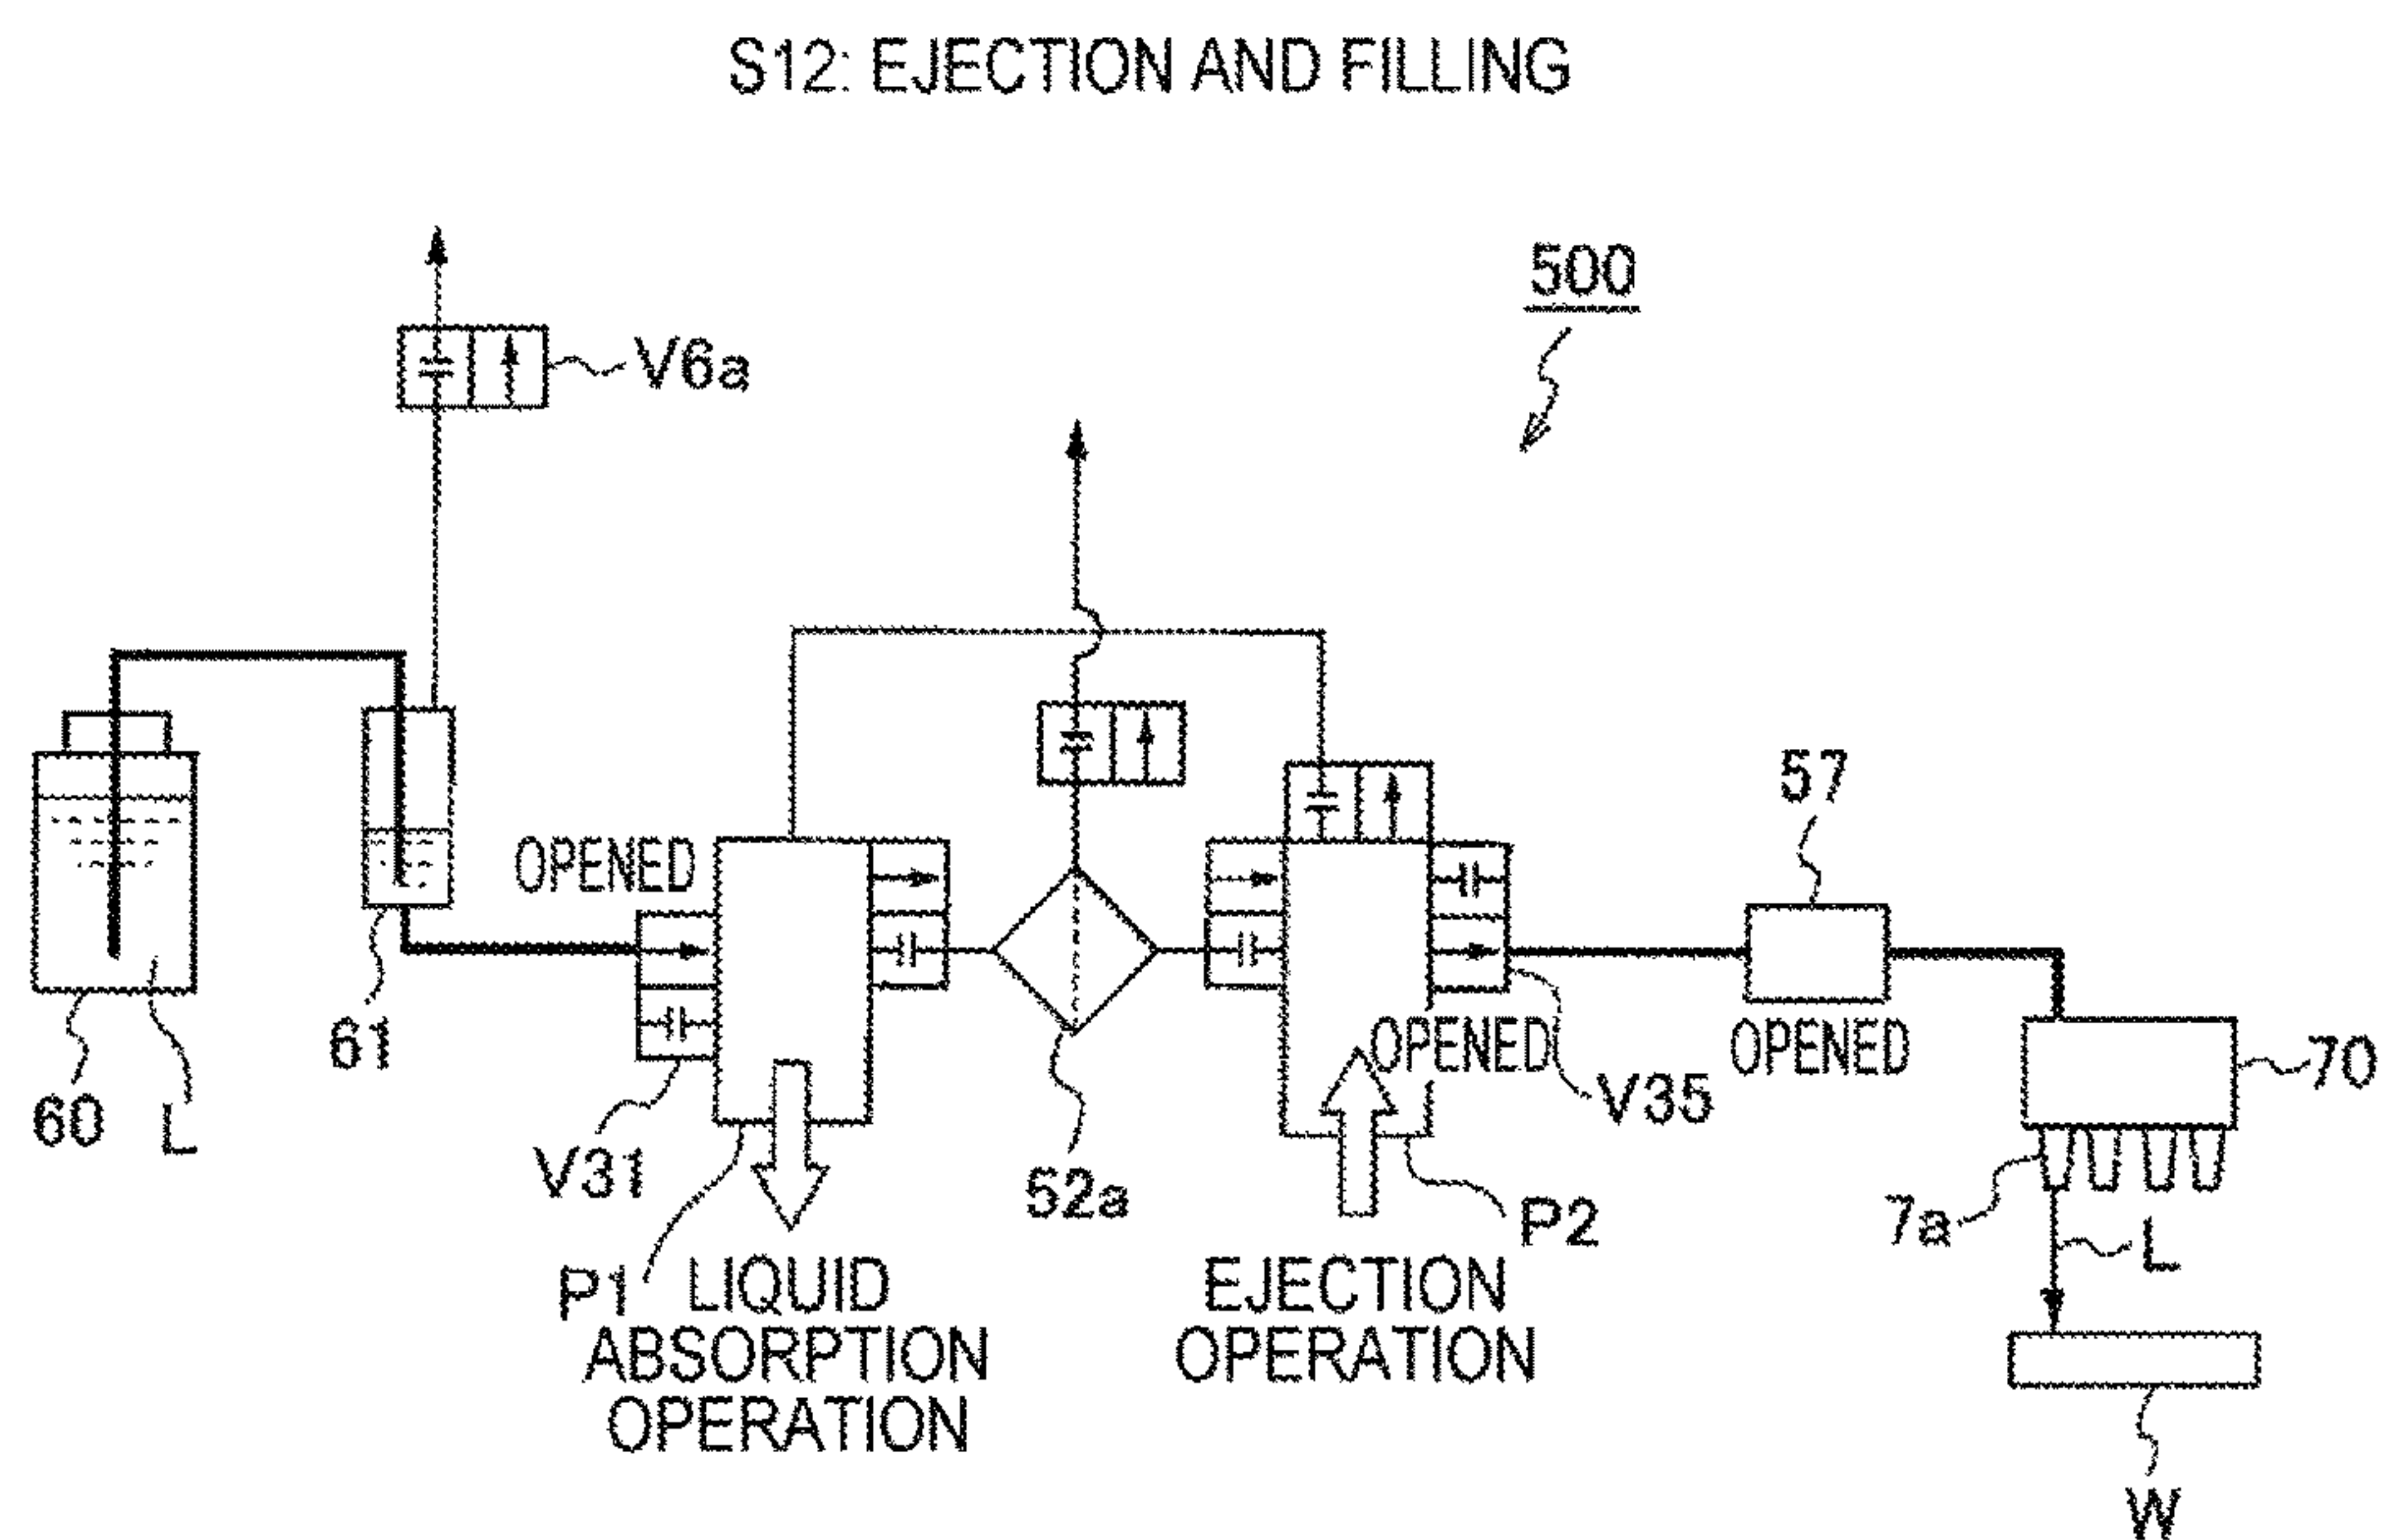 S12: EJECTION AND FILLING
500
V6a
57
OPENED
OPENED
OPENED
61
60
L
V31
P1
52a
V35
P2
70
7a
L
W
LIQUID
ABSORPTION
OPERATION
EJECTION
OPERATION